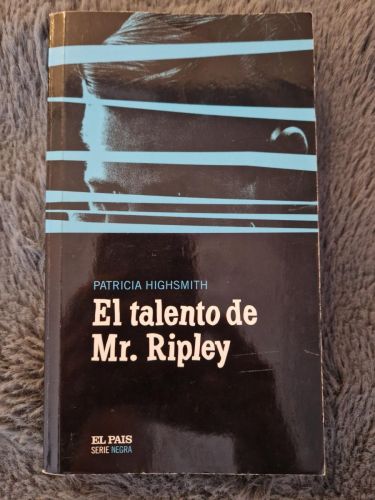 PATRICIA HIGHSMITH
El talento de
Mr. Ripley
EL PAIS
SERIE NEGRA